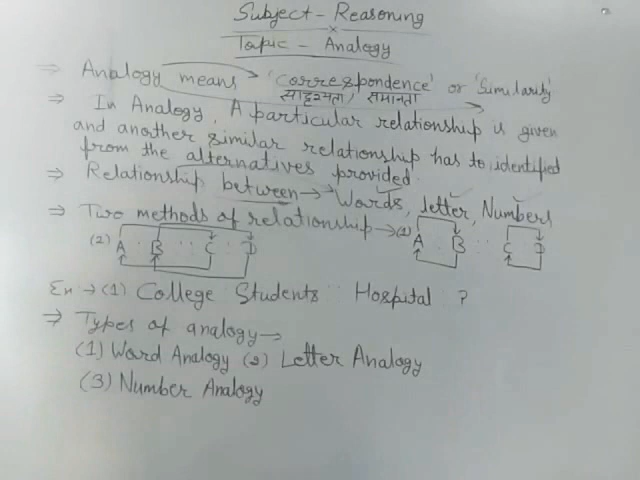 Subject - Reasoning
Topic - Analogy
⇒ Analogy means → 'correspondence' or 'Similarity'
सादृश्यता, समानता
⇒ In Analogy, A particular relationship is given
and another similar relationship has to identified
from the alternatives provided.
⇒ Relationship between → Words, letter, Numbers
⇒ Two methods of relationship → (1) A : B :: C : D
(2) A : B :: C : D
Ex → (1) College : Students :: Hospital : ?
⇒ Types of analogy →
(1) Word Analogy (2) Letter Analogy
(3) Number Analogy